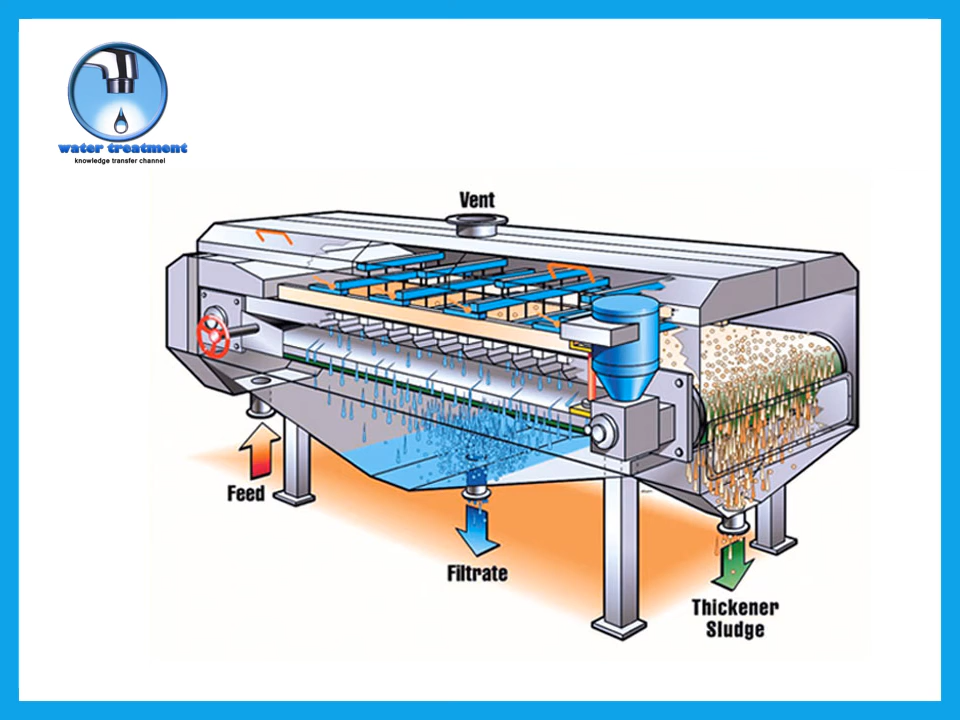 water treatment
knowledge transfer channel
Vent
Feed
Filtrate
Thickener
Sludge